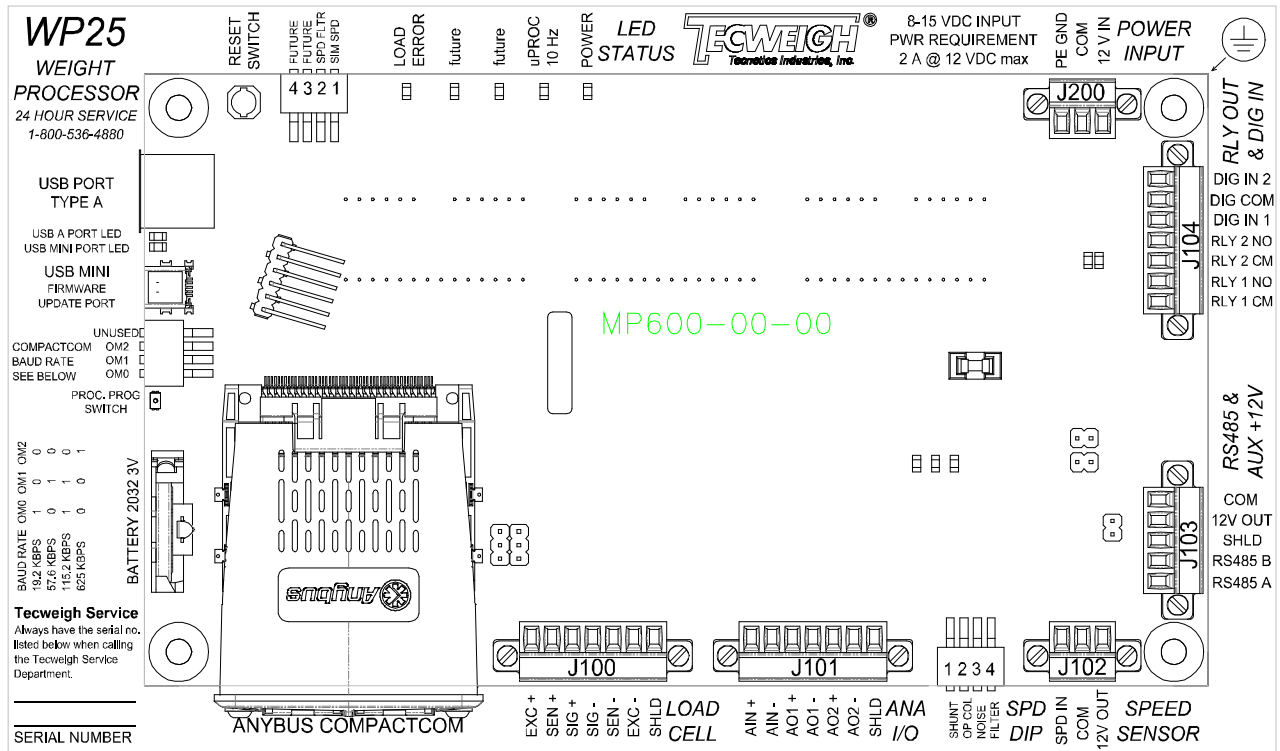 WP25
WEIGHT
PROCESSOR
24 HOUR SERVICE
1-800-536-4880
RESET
SWITCH
FUTURE
FUTURE
SPD FLTR
SIM SPD
4 3 2 1
LOAD
ERROR
future
future
uPROC
10 Hz
POWER
LED
STATUS
TECWEIGH ®
Tecnetics Industries, Inc.
8-15 VDC INPUT
PWR REQUIREMENT
2 A @ 12 VDC max
PE GND
COM
12 V IN
POWER
INPUT
J200
RLY OUT
& DIG IN
DIG IN 2
DIG COM
DIG IN 1
RLY 2 NO
RLY 2 CM
RLY 1 NO
RLY 1 CM
J104
USB PORT
TYPE A
USB A PORT LED
USB MINI PORT LED
USB MINI
FIRMWARE
UPDATE PORT
UNUSED
COMPACTCOM OM2
BAUD RATE OM1
SEE BELOW OM0
PROC. PROG
SWITCH
MP600-00-00
BAUD RATE OM0 OM1 OM2
19.2 KBPS 1 0 0
57.6 KBPS 0 1 0
115.2 KBPS 1 1 0
625 KBPS 0 0 1
BATTERY 2032 3V
RS485 &
AUX +12V
COM
12V OUT
SHLD
RS485 B
RS485 A
J103
Anybus
Tecweigh Service
Always have the serial no.
listed below when calling
the Tecweigh Service
Department.
SERIAL NUMBER
ANYBUS COMPACTCOM
J100
EXC +
SEN +
SIG +
SIG -
SEN -
EXC -
SHLD
LOAD
CELL
J101
AIN +
AIN -
AO1 +
AO1 -
AO2 +
AO2 -
SHLD
ANA
I/O
1 2 3 4
SHUNT
OP COL
NOISE
FILTER
SPD
DIP
J102
SPD IN
COM
12V OUT
SPEED
SENSOR